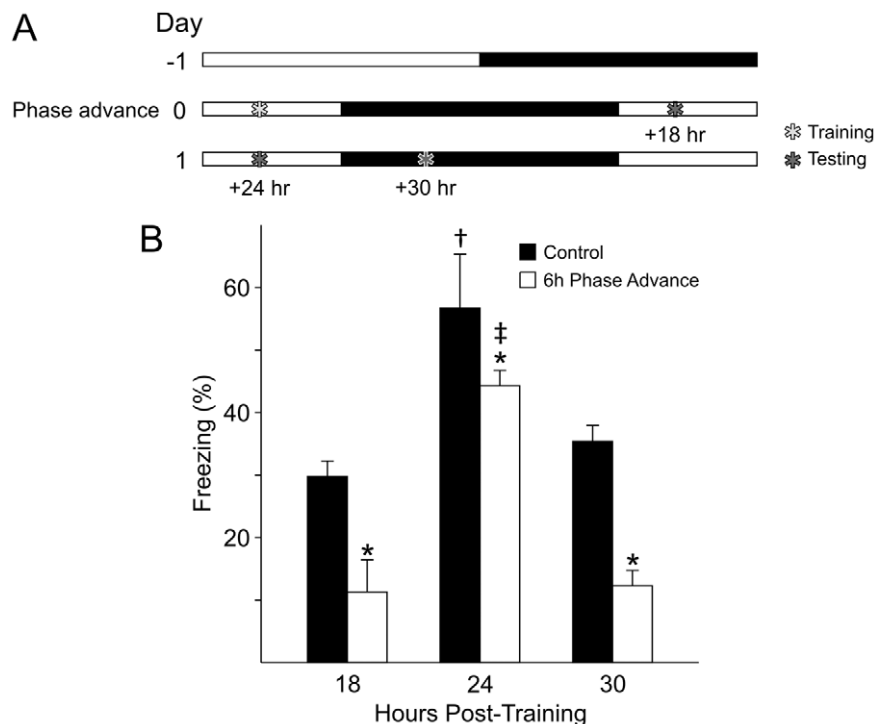 A
Day
-1
Phase advance 0
+18 hr
Training
Testing
1
+24 hr
+30 hr
B
†
Control
6h Phase Advance
60
‡
*
Freezing (%)
40
20
*
*
18 24 30
Hours Post-Training